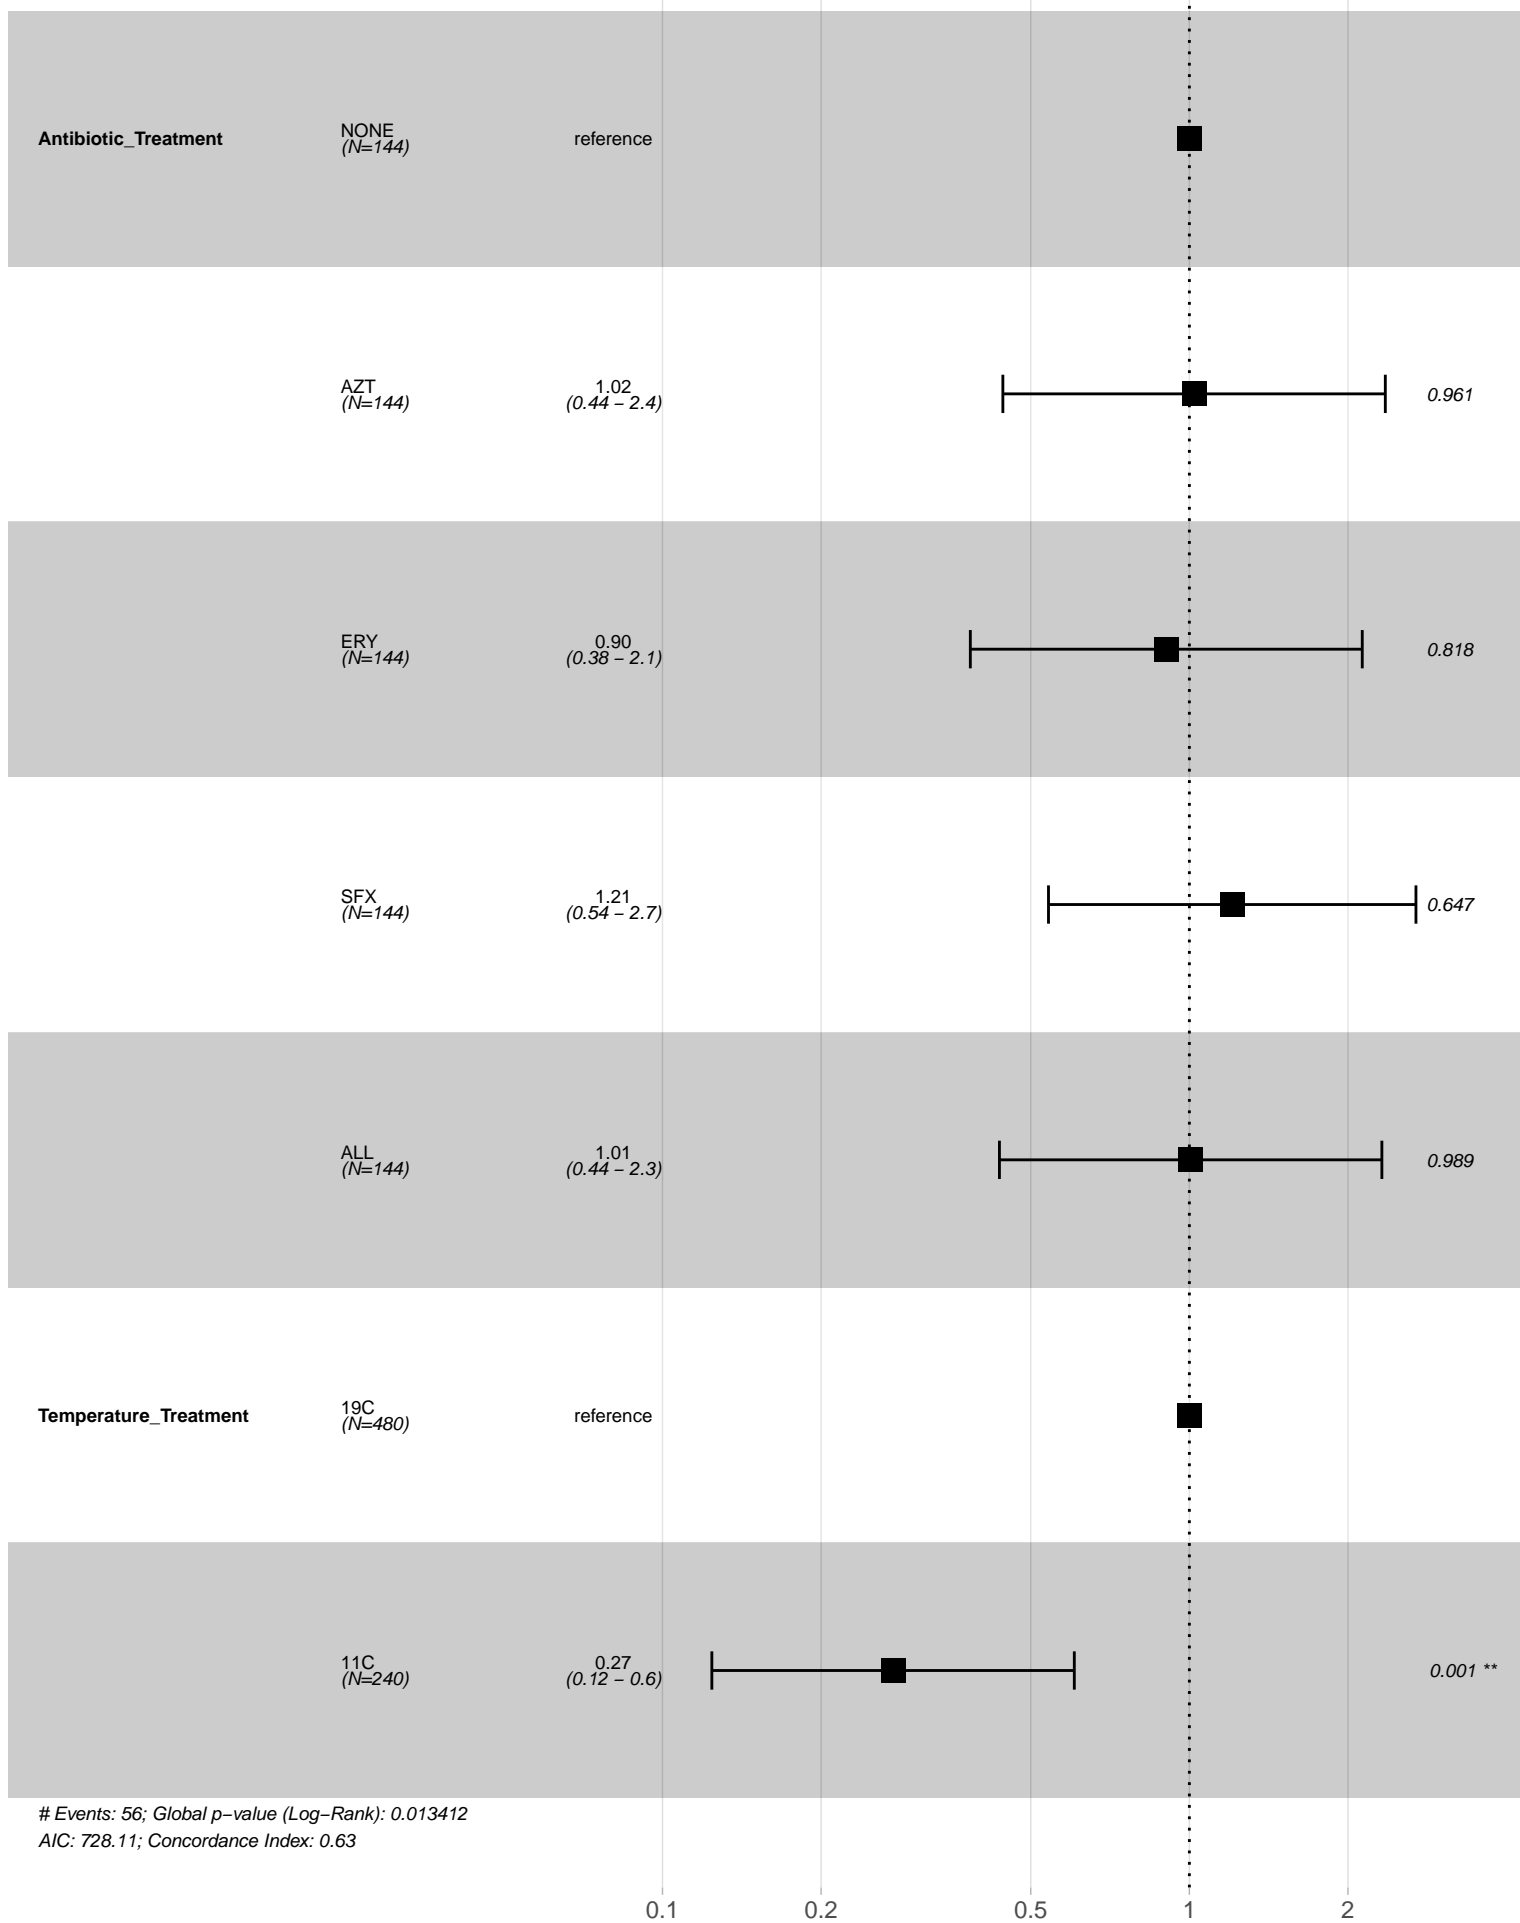 Antibiotic_Treatment
NONE
(N=144)
reference
AZT
(N=144)
1.02
(0.44 – 2.4)
0.961
ERY
(N=144)
0.90
(0.38 – 2.1)
0.818
SFX
(N=144)
1.21
(0.54 – 2.7)
0.647
ALL
(N=144)
1.01
(0.44 – 2.3)
0.989
Temperature_Treatment
19C
(N=480)
reference
11C
(N=240)
0.27
(0.12 – 0.6)
0.001 **
# Events: 56; Global p−value (Log−Rank): 0.013412
AIC: 728.11; Concordance Index: 0.63
0.1 0.2 0.5 1 2